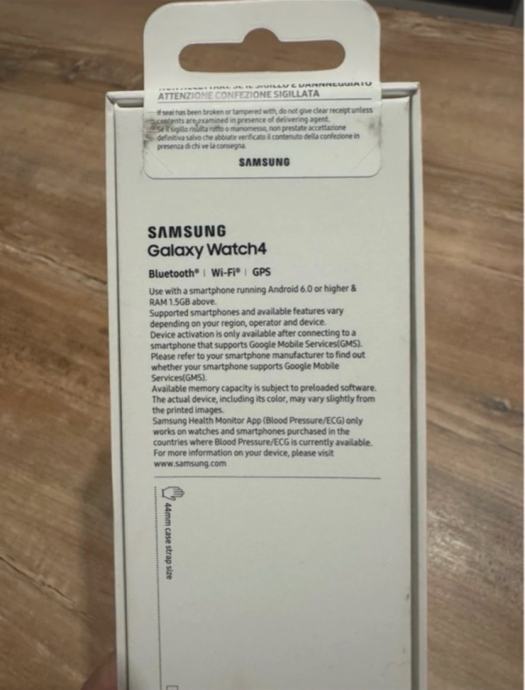 ATTENZIONE CONFEZIONE SIGILLATA
If seal has been broken or tampered with, do not give clear receipt unless
contents are examined in presence of delivering agent.
Se il sigillo risulta rotto o manomesso, non prestate accettazione
definitiva salvo che abbiate verificato il contenuto della confezione in
presenza di chi ve la consegna.
SAMSUNG
SAMSUNG
Galaxy Watch4
Bluetooth® | Wi-Fi® | GPS
Use with a smartphone running Android 6.0 or higher &
RAM 1.5GB above.
Supported smartphones and available features vary
depending on your region, operator and device.
Device activation is only available after connecting to a
smartphone that supports Google Mobile Services(GMS).
Please refer to your smartphone manufacturer to find out
whether your smartphone supports Google Mobile
Services(GMS).
Available memory capacity is subject to preloaded software.
The actual device, including its color, may vary slightly from
the printed images.
Samsung Health Monitor App (Blood Pressure/ECG) only
works on watches and smartphones purchased in the
countries where Blood Pressure/ECG is currently available.
For more information on your device, please visit
www.samsung.com
44mm case strap size